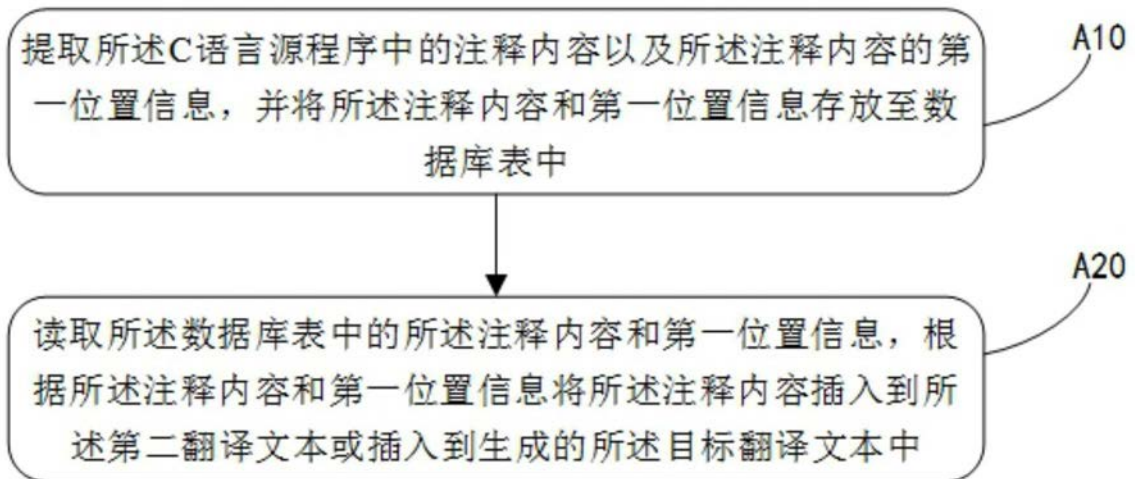 提取所述C语言源程序中的注释内容以及所述注释内容的第
一位置信息，并将所述注释内容和第一位置信息存放至数
据库表中
A10
读取所述数据库表中的所述注释内容和第一位置信息，根
据所述注释内容和第一位置信息将所述注释内容插入到所
述第二翻译文本或插入到生成的所述目标翻译文本中
A20